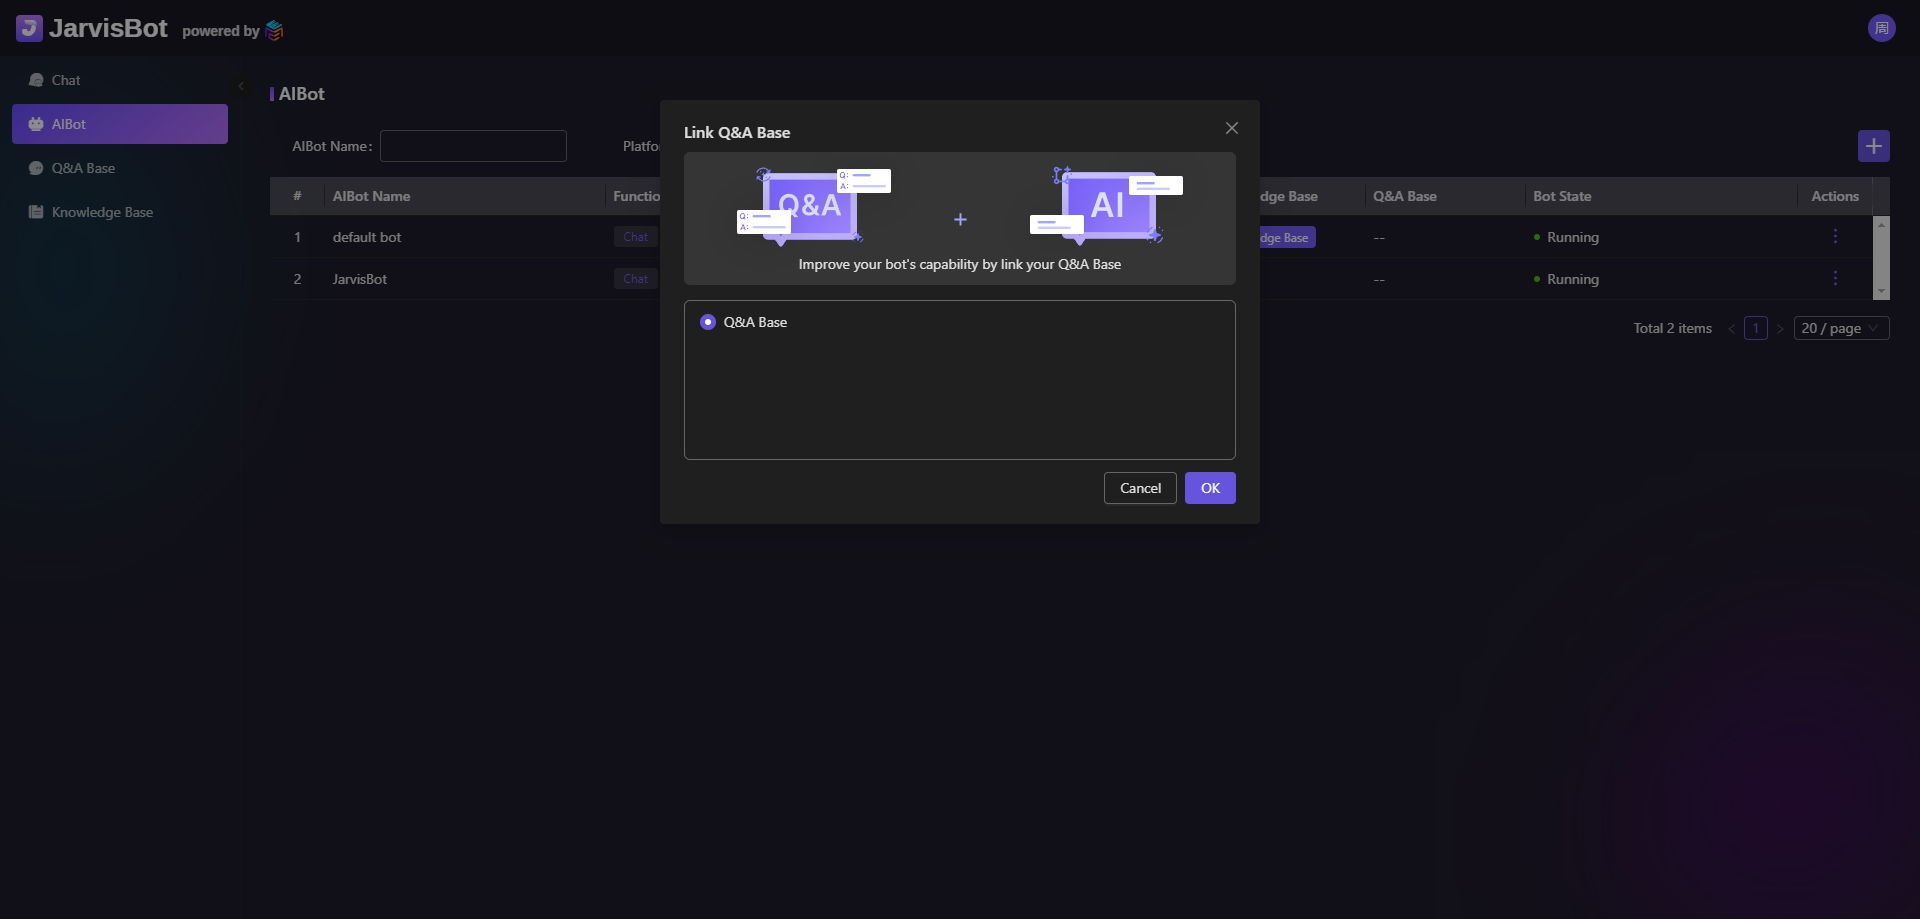 JarvisBot powered by
周
Chat
AIBot
Q&A Base
Knowledge Base
AIBot
AIBot Name:
Platfo
# AIBot Name Functio dge Base Q&A Base Bot State Actions
1 default bot Chat dge Base -- Running
2 JarvisBot Chat -- Running
Total 2 items 1 20 / page
Link Q&A Base
Q&A
Q:
A:
Q:
A:
AI
+
Improve your bot's capability by link your Q&A Base
Q&A Base
Cancel OK